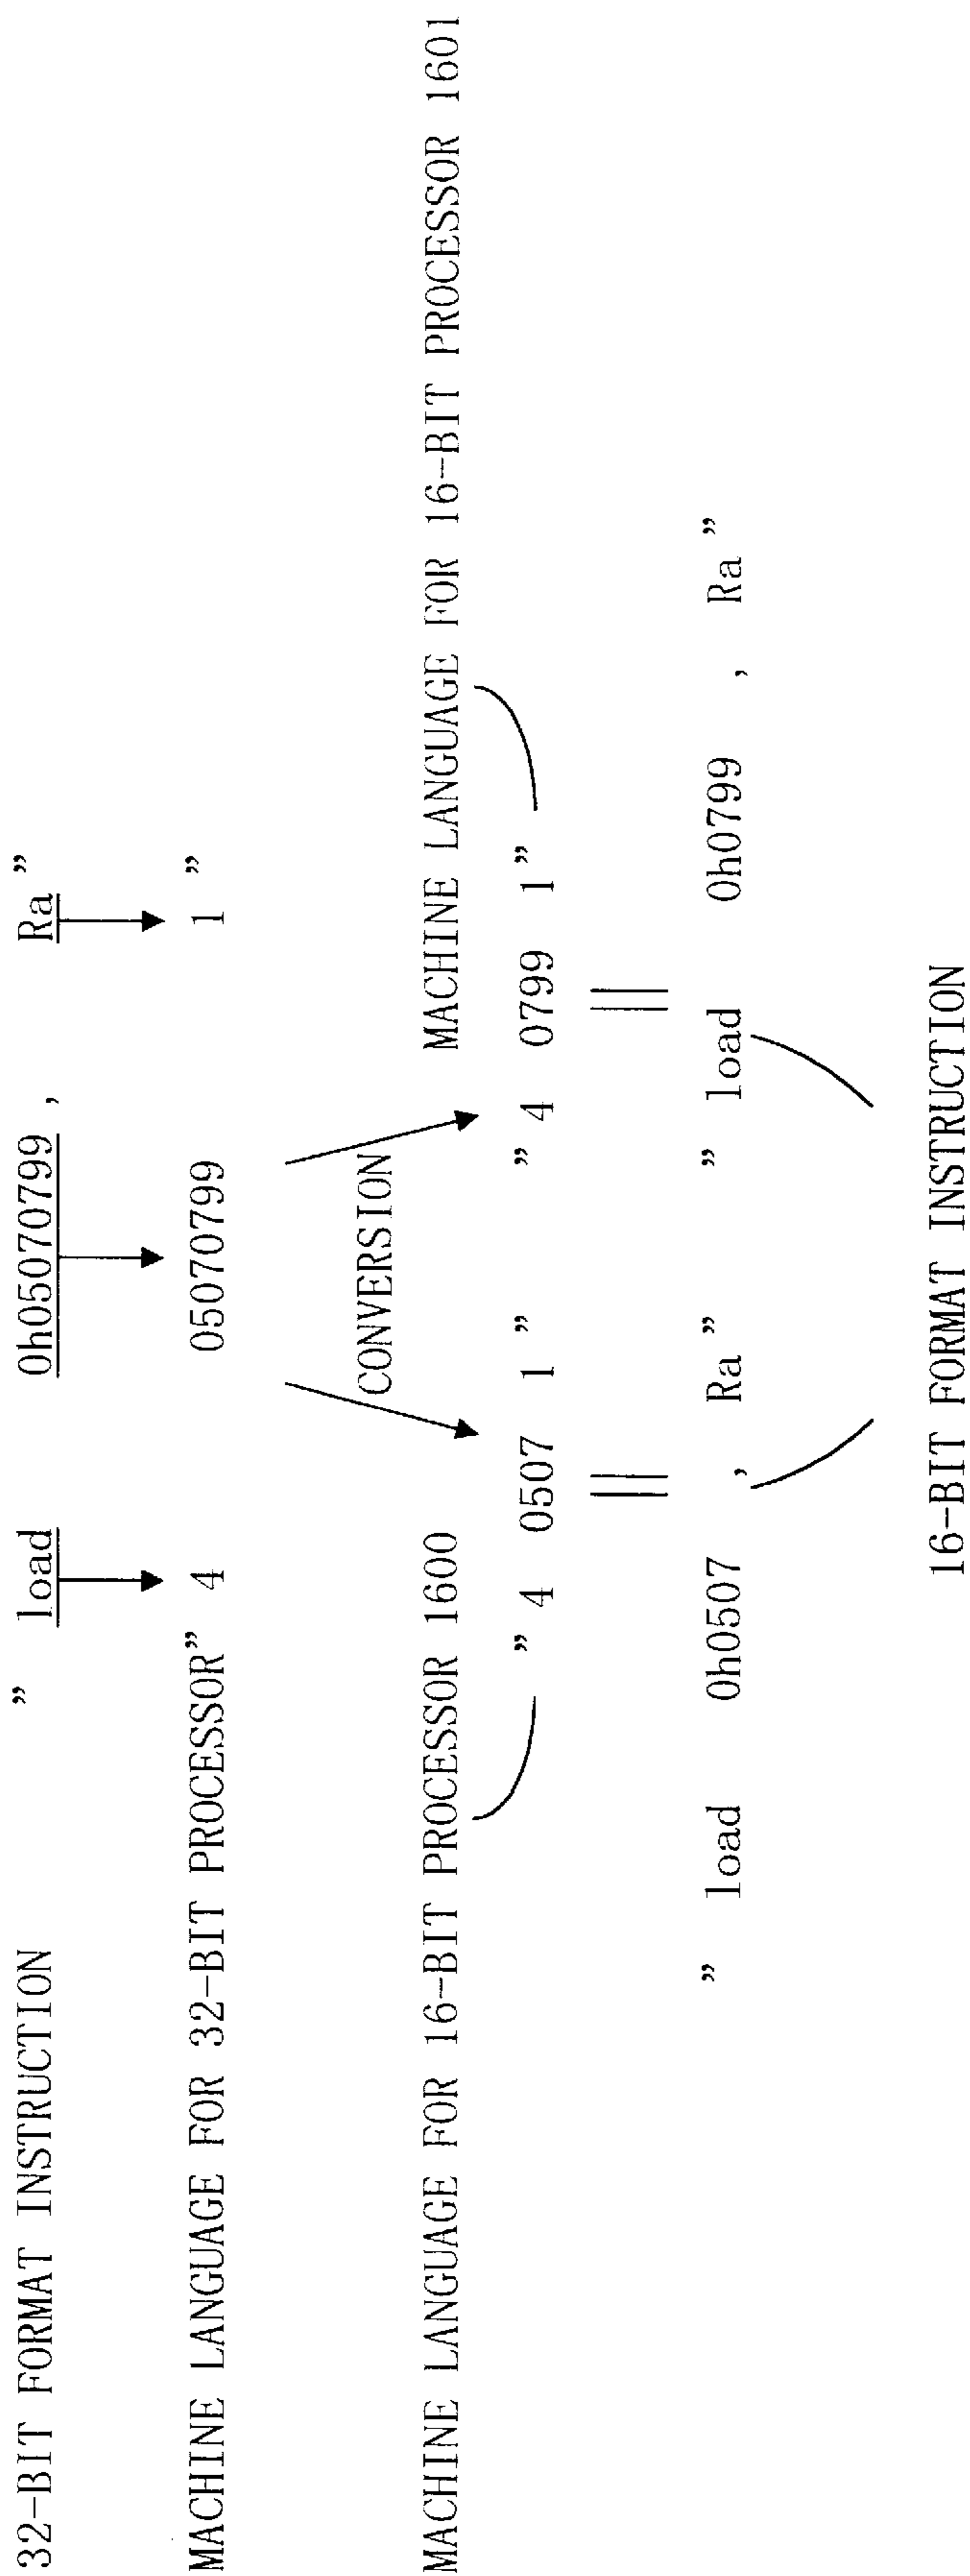 32-BIT FORMAT INSTRUCTION " load 0h05070799 , Ra "
MACHINE LANGUAGE FOR 32-BIT PROCESSOR" 4 05070799 1 "
CONVERSION
MACHINE LANGUAGE FOR 16-BIT PROCESSOR 1600 MACHINE LANGUAGE FOR 16-BIT PROCESSOR 1601
" 4 0507 1 " " 4 0799 1 "
" load 0h0507 , Ra " " load 0h0799 , Ra "
16-BIT FORMAT INSTRUCTION